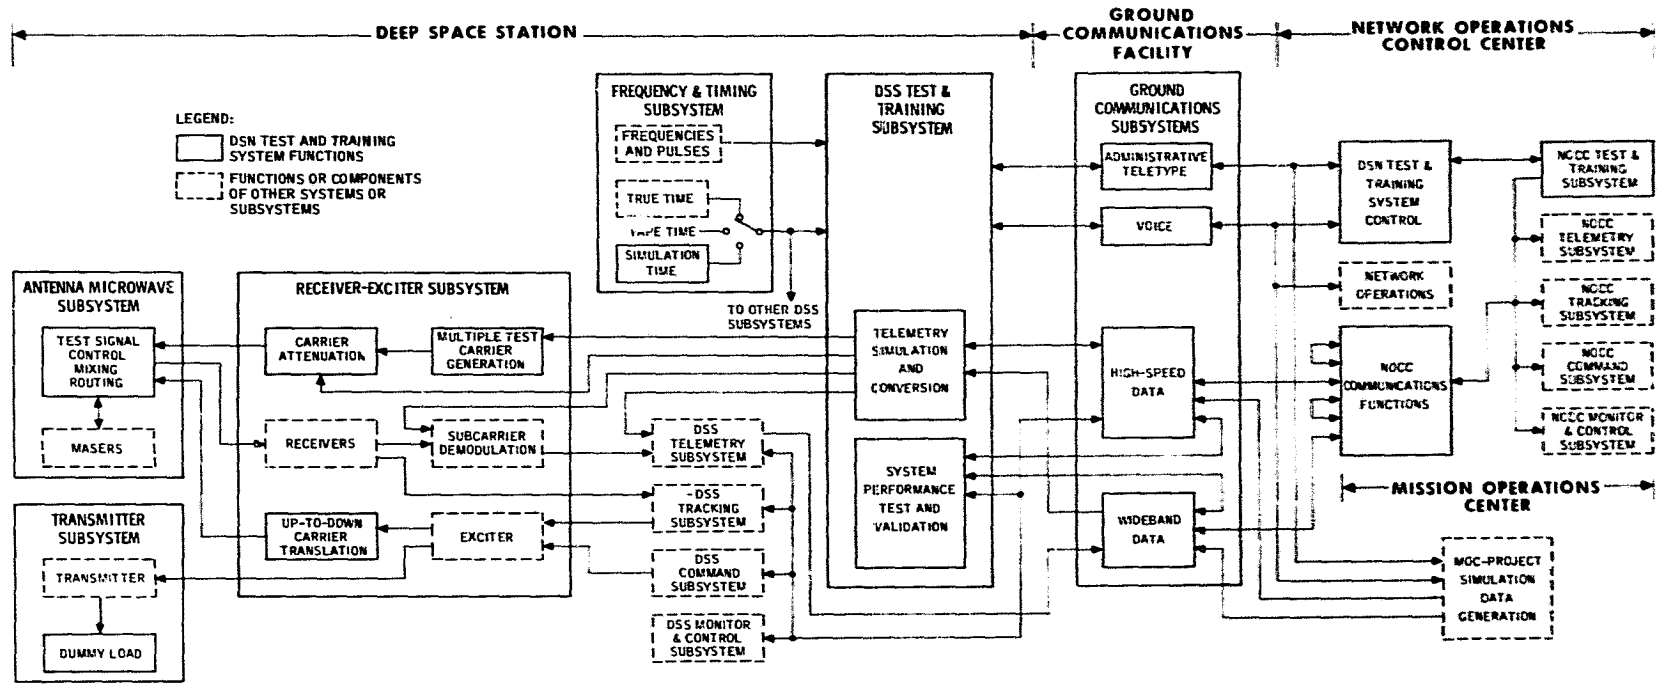 DEEP SPACE STATION
GROUND
COMMUNICATIONS
FACILITY
NETWORK OPERATIONS
CONTROL CENTER
LEGEND:
DSN TEST AND TRAINING
SYSTEM FUNCTIONS
FUNCTIONS OR COMPONENTS
OF OTHER SYSTEMS OR
SUBSYSTEMS
FREQUENCY & TIMING
SUBSYSTEM
FREQUENCIES
AND PULSES
TRUE TIME
TAPE TIME
SIMULATION
TIME
TO OTHER DSS
SUBSYSTEMS
DSS TEST &
TRAINING
SUBSYSTEM
TELEMETRY
SIMULATION
AND
CONVERSION
SYSTEM
PERFORMANCE
TEST AND
VALIDATION
GROUND
COMMUNICATIONS
SUBSYSTEMS
ADMINISTRATIVE
TELETYPE
VOICE
HIGH-SPEED
DATA
WIDEBAND
DATA
DSN TEST &
TRAINING
SYSTEM
CONTROL
NETWORK
OPERATIONS
NOCC
COMMUNICATIONS
FUNCTIONS
NOCC TEST &
TRAINING
SUBSYSTEM
NOCC
TELEMETRY
SUBSYSTEM
NOCC
TRACKING
SUBSYSTEM
NOCC
COMMAND
SUBSYSTEM
NOCC MONITOR
& CONTROL
SUBSYSTEM
MISSION OPERATIONS
CENTER
MOC-PROJECT
SIMULATION
DATA
GENERATION
ANTENNA MICROWAVE
SUBSYSTEM
TEST SIGNAL
CONTROL
MIXING
ROUTING
MASERS
TRANSMITTER
SUBSYSTEM
TRANSMITTER
DUMMY LOAD
RECEIVER-EXCITER SUBSYSTEM
CARRIER
ATTENUATION
MULTIPLE TEST
CARRIER
GENERATION
RECEIVERS
SUBCARRIER
DEMODULATION
UP-TO-DOWN
CARRIER
TRANSLATION
EXCITER
DSS
TELEMETRY
SUBSYSTEM
DSS
TRACKING
SUBSYSTEM
DSS
COMMAND
SUBSYSTEM
DSS MONITOR
& CONTROL
SUBSYSTEM